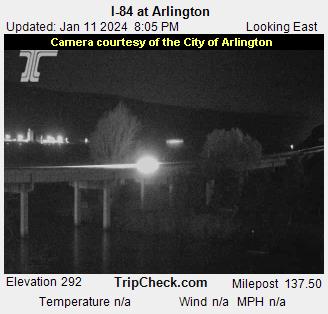 I-84 at Arlington
Updated: Jan 11 2024 8:05 PM Looking East
Camera courtesy of the City of Arlington
Elevation 292 TripCheck.com Milepost 137.50
Temperature n/a Wind n/a MPH n/a